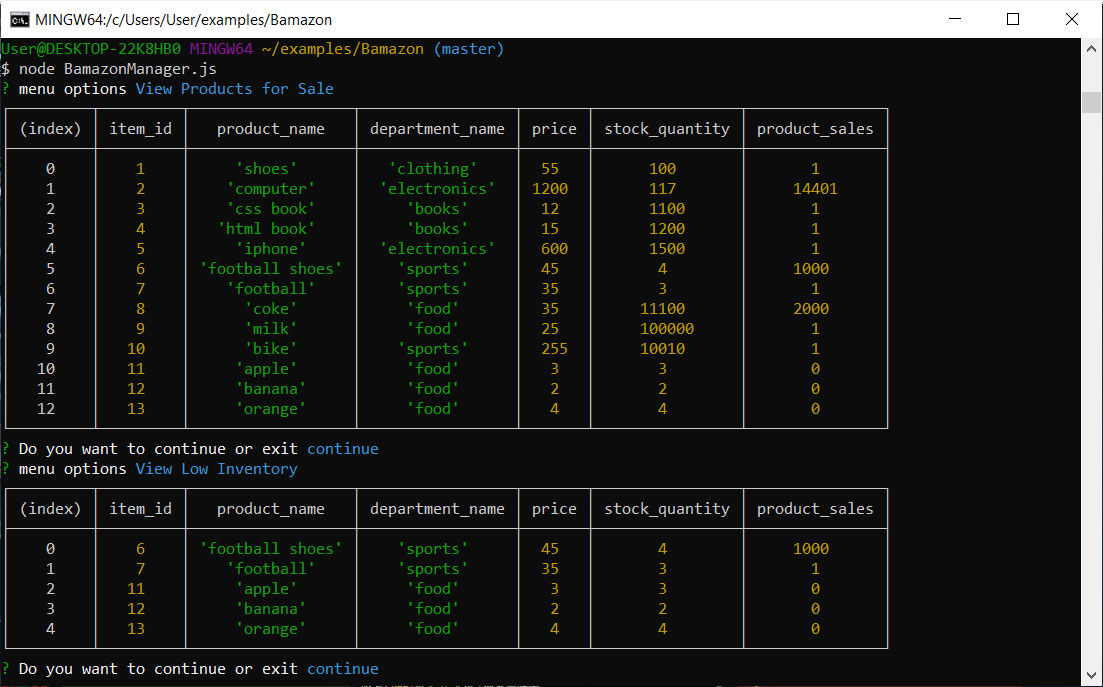 MINGW64:/c/Users/User/examples/Bamazon
User@DESKTOP-22K8HB0 MINGW64 ~/examples/Bamazon (master)
$ node BamazonManager.js
? menu options View Products for Sale
(index) item_id product_name department_name price stock_quantity product_sales
0 1 'shoes' 'clothing' 55 100 1
1 2 'computer' 'electronics' 1200 117 14401
2 3 'css book' 'books' 12 1100 1
3 4 'html book' 'books' 15 1200 1
4 5 'iphone' 'electronics' 600 1500 1
5 6 'football shoes' 'sports' 45 4 1000
6 7 'football' 'sports' 35 3 1
7 8 'coke' 'food' 35 11100 2000
8 9 'milk' 'food' 25 100000 1
9 10 'bike' 'sports' 255 10010 1
10 11 'apple' 'food' 3 3 0
11 12 'banana' 'food' 2 2 0
12 13 'orange' 'food' 4 4 0
? Do you want to continue or exit continue
? menu options View Low Inventory
(index) item_id product_name department_name price stock_quantity product_sales
0 6 'football shoes' 'sports' 45 4 1000
1 7 'football' 'sports' 35 3 1
2 11 'apple' 'food' 3 3 0
3 12 'banana' 'food' 2 2 0
4 13 'orange' 'food' 4 4 0
? Do you want to continue or exit continue